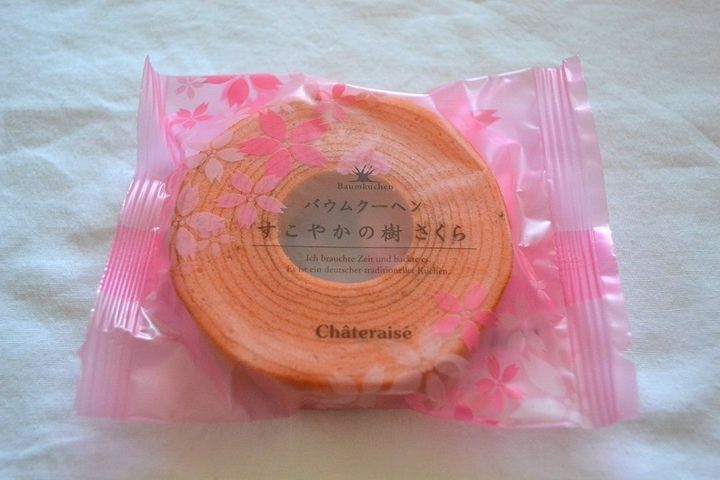 Baumkuchen
バウムクーヘン
すこやかの樹 さくら
Ich brauchte Zeit und backte es.
Es ist ein deutscher traditioneller Kuchen.
Châteraisé